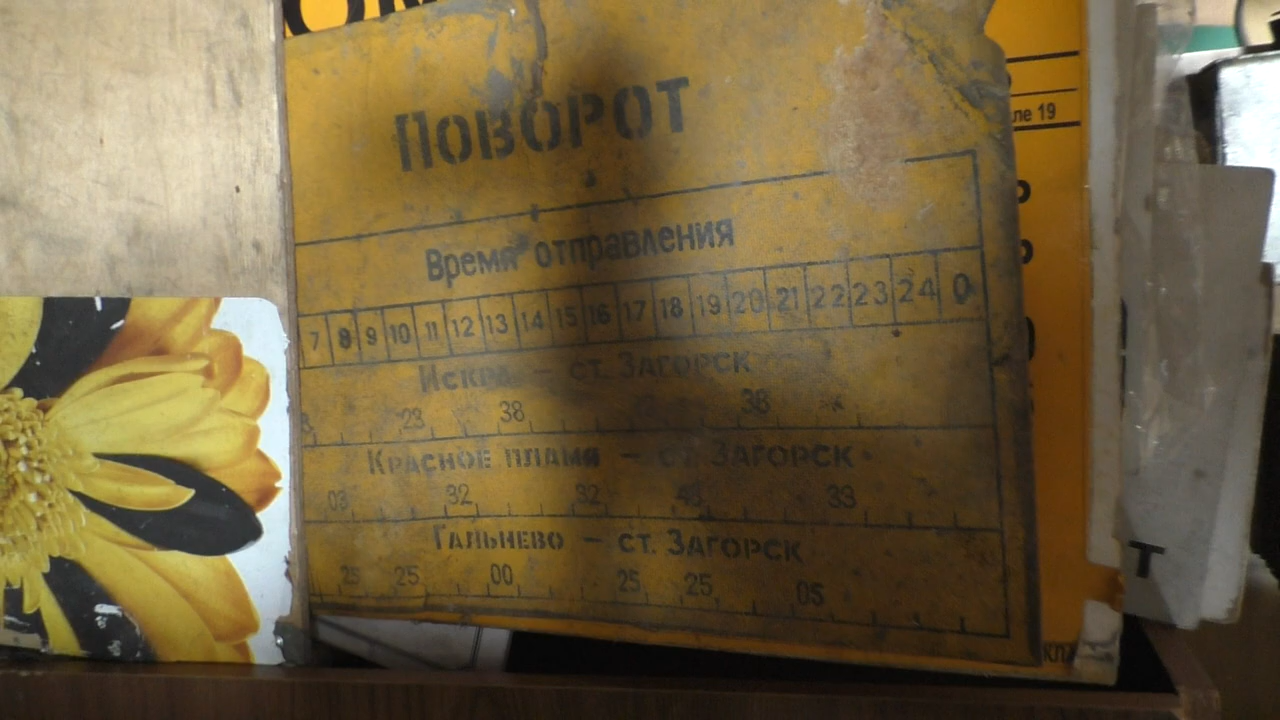 ПОВОРОТ
Время отправления
7 8 9 10 11 12 13 14 15 16 17 18 19 20 21 22 23 24 0
Искра – ст. Загорск
23 38 38
Красное пламя – ст. Загорск
03 32 32 43 33
Гальнево – ст. Загорск
25 25 00 25 25 05
ле 19
Т